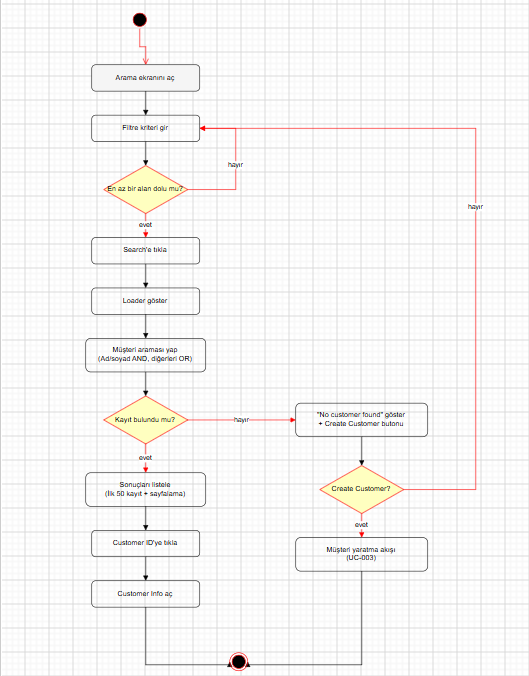 Arama ekranını aç
Filtre kriteri gir
hayır
En az bir alan dolu mu?
hayır
evet
Search'e tıkla
Loader göster
Müşteri araması yap
(Ad/soyad AND, diğerleri OR)
Kayıt bulundu mu?
hayır
"No customer found" göster
+ Create Customer butonu
evet
Sonuçları listele
(İlk 50 kayıt + sayfalama)
Create Customer?
evet
Customer ID'ye tıkla
Müşteri yaratma akışı
(UC-003)
Customer Info aç